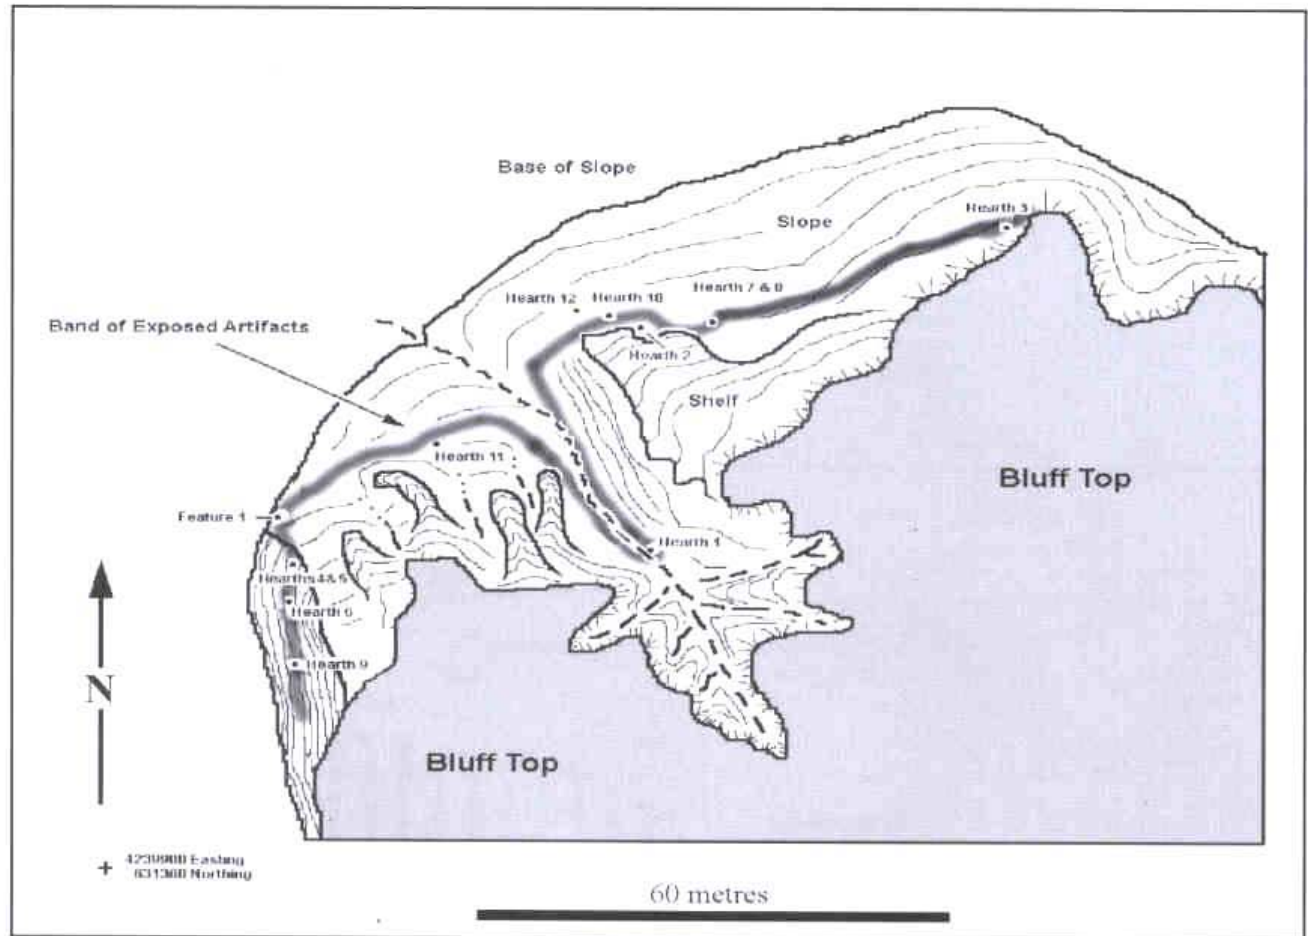 Base of Slope
Slope
Hearth 3
Hearth 7 & 8
Hearth 12
Hearth 10
Band of Exposed Artifacts
Hearth 2
Shelf
Hearth 11
Bluff Top
Feature 1
Hearth 1
Hearths 4 & 5
Hearth 6
N
Hearth 9
Bluff Top
Easting
Northing
60 metres